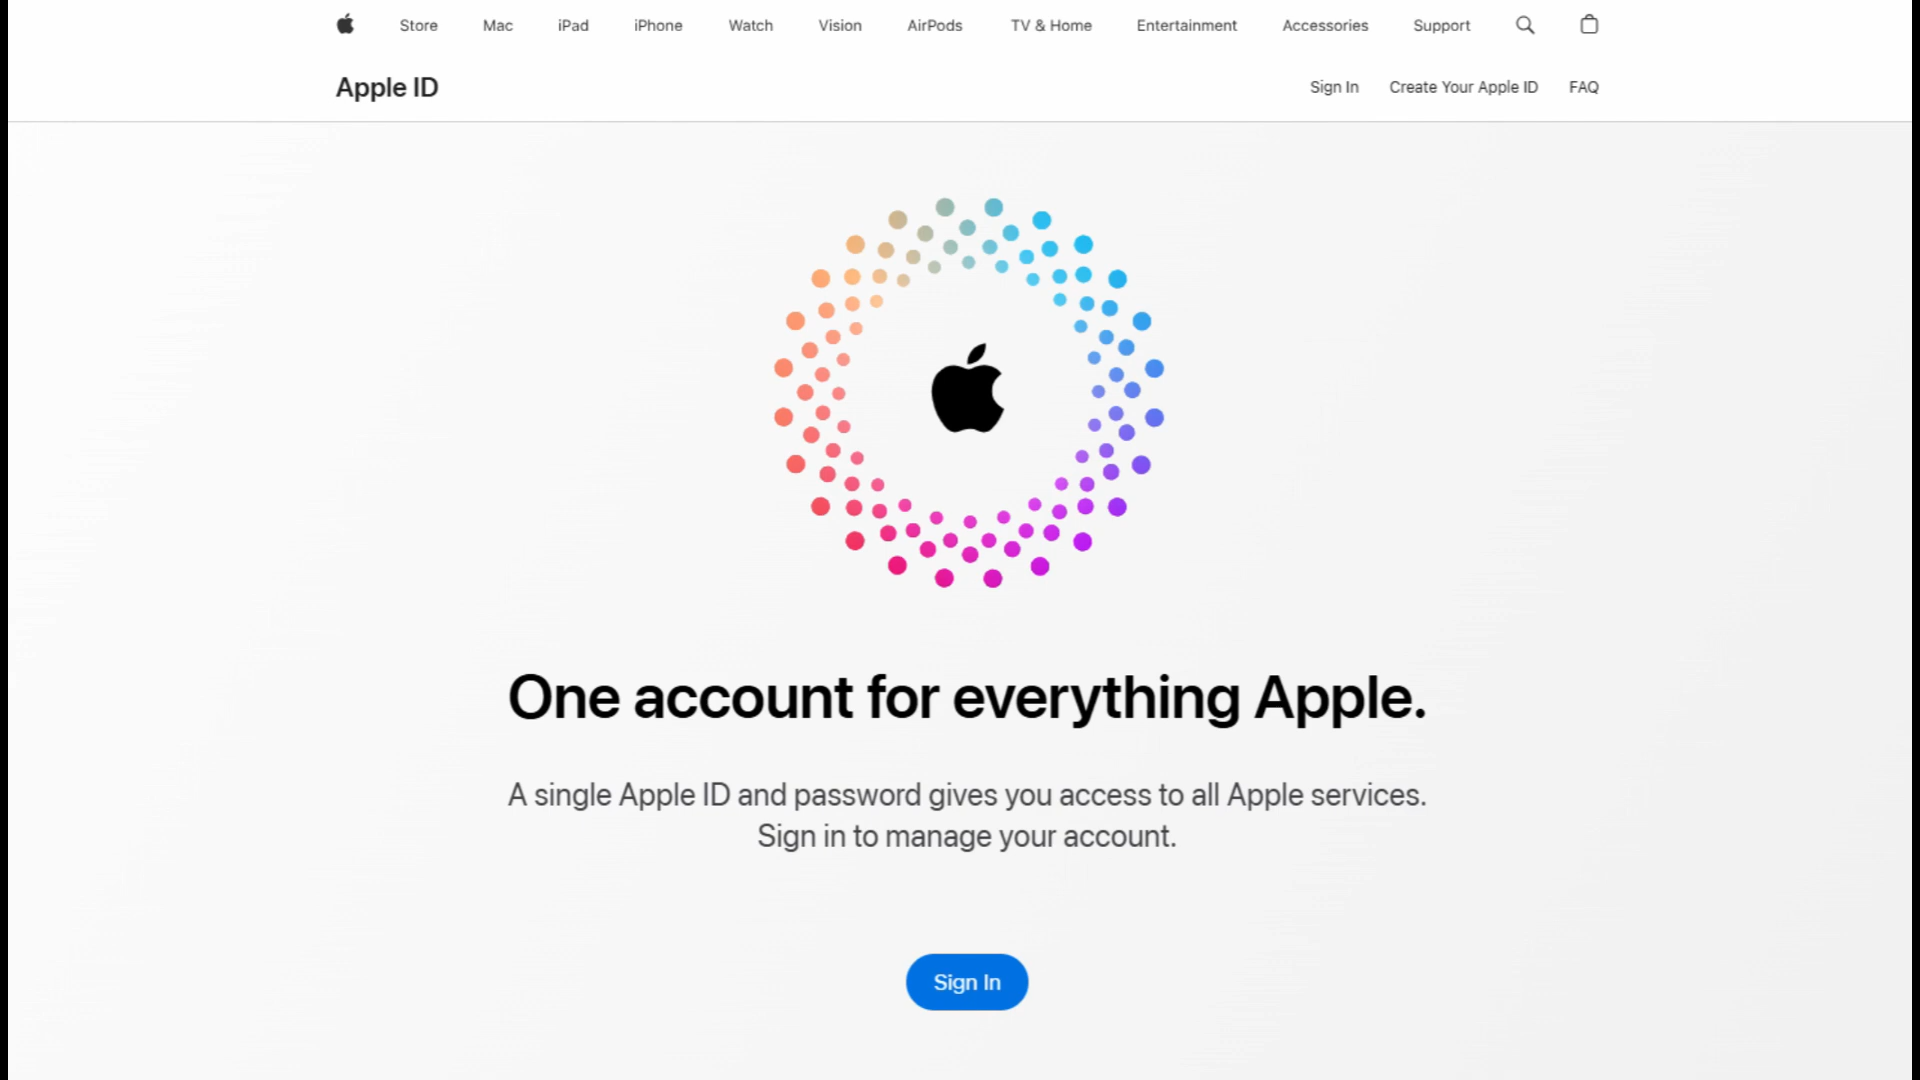 Store Mac iPad iPhone Watch Vision AirPods TV & Home Entertainment Accessories Support
Apple ID Sign In Create Your Apple ID FAQ
One account for everything Apple.
A single Apple ID and password gives you access to all Apple services.
Sign in to manage your account.
Sign In